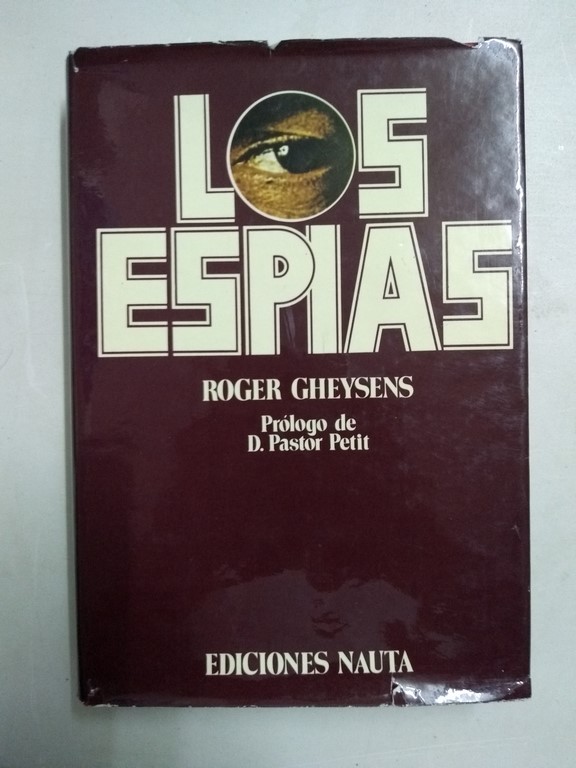 LOS
ESPIAS
ROGER GHEYSENS
Prólogo de
D. Pastor Petit
EDICIONES NAUTA